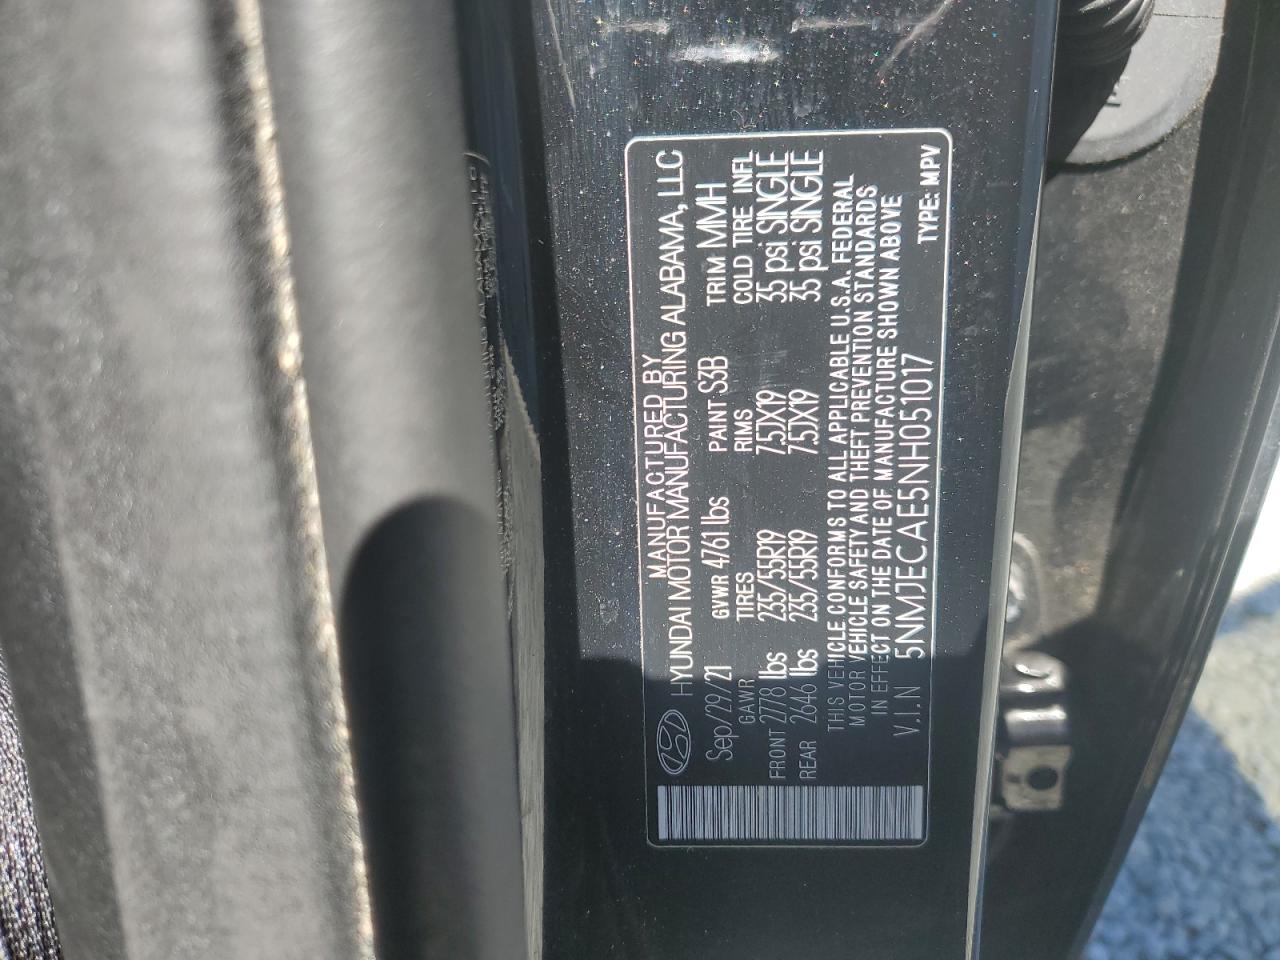 MANUFACTURED BY
HYUNDAI MOTOR MANUFACTURING ALABAMA, LLC
Sep/29/21 GVWR 4761 lbs PAINT S3B TRIM MMH
GAWR TIRES RIMS COLD TIRE INFL
FRONT 2778 lbs 235/55R19 7.5JX19 35 psi SINGLE
REAR 2646 lbs 235/55R19 7.5JX19 35 psi SINGLE
THIS VEHICLE CONFORMS TO ALL APPLICABLE U.S.A. FEDERAL
MOTOR VEHICLE SAFETY AND THEFT PREVENTION STANDARDS
IN EFFECT ON THE DATE OF MANUFACTURE SHOWN ABOVE
V.I.N 5NMJECAE5NH051017 TYPE: MPV